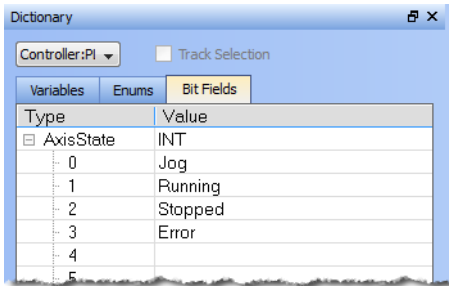 Dictionary
Controller:PI Track Selection
Variables Enums Bit Fields
Type Value
AxisState INT
0 Jog
1 Running
2 Stopped
3 Error
4
5